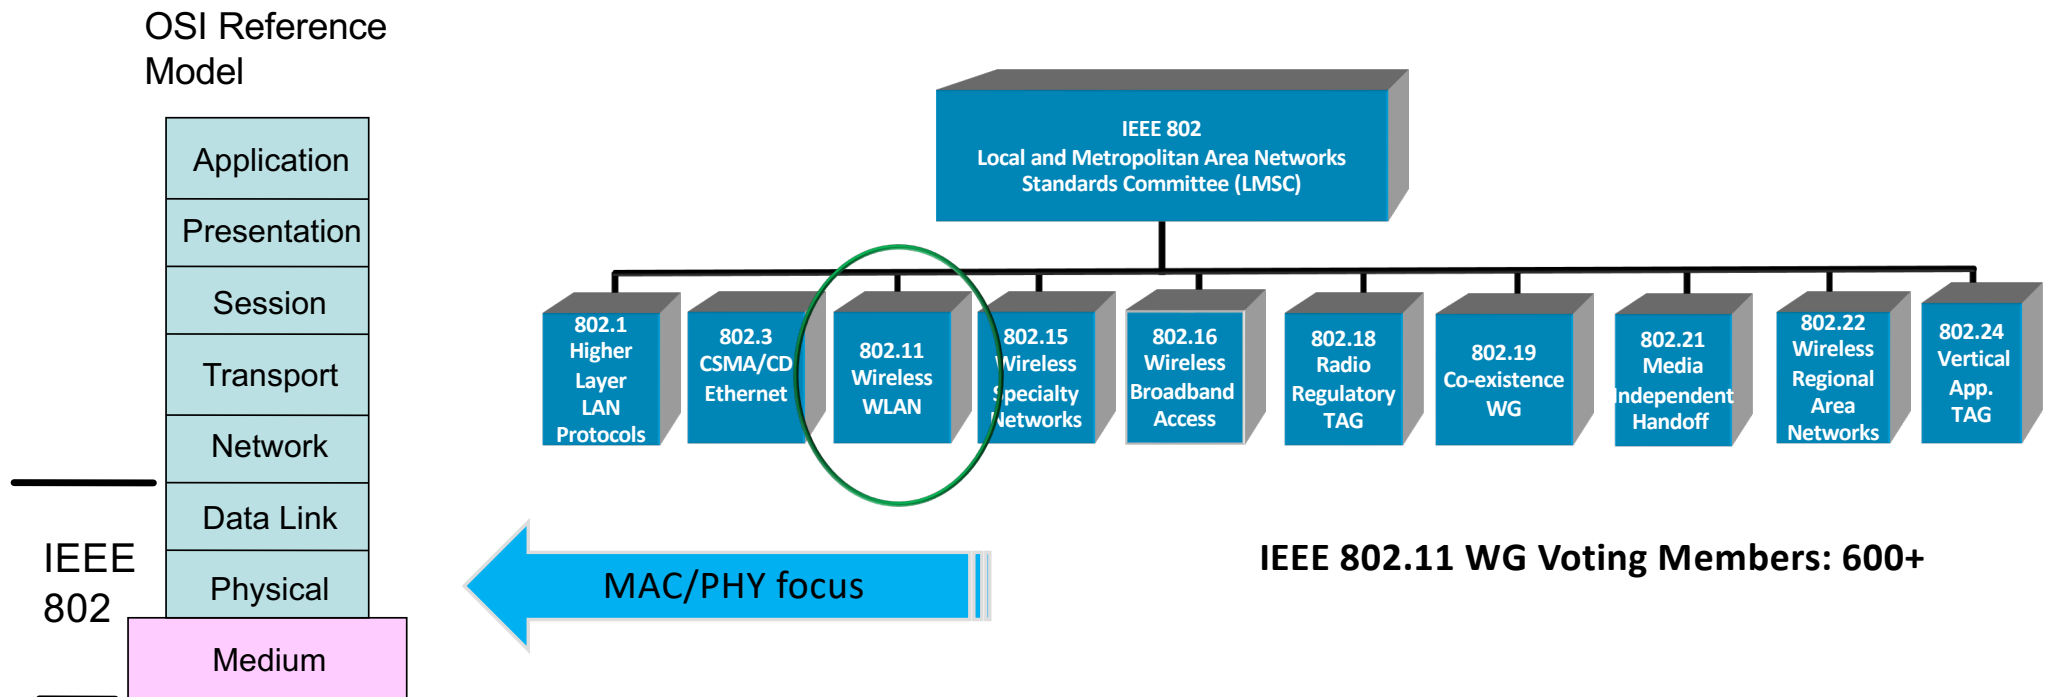 OSI Reference
Model
Application
Presentation
Session
Transport
Network
Data Link
Physical
Medium
IEEE
802
IEEE 802
Local and Metropolitan Area Networks
Standards Committee (LMSC)
802.1
Higher
Layer
LAN
Protocols
802.3
CSMA/CD
Ethernet
802.11
Wireless
WLAN
802.15
Wireless
Specialty
Networks
802.16
Wireless
Broadband
Access
802.18
Radio
Regulatory
TAG
802.19
Co-existence
WG
802.21
Media
Independent
Handoff
802.22
Wireless
Regional
Area
Networks
802.24
Vertical
App.
TAG
MAC/PHY focus
IEEE 802.11 WG Voting Members: 600+